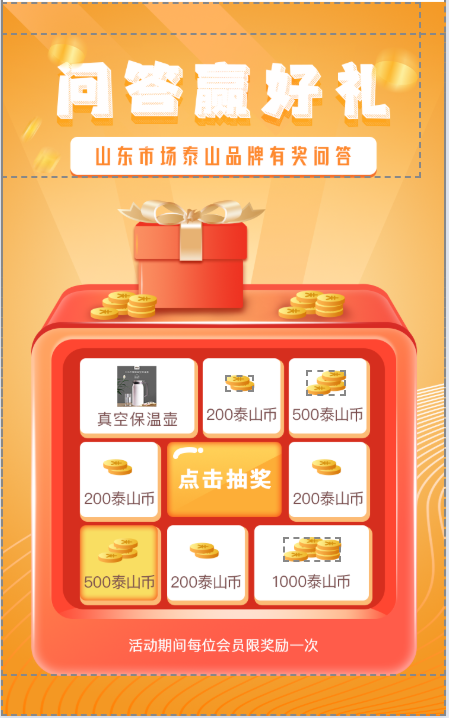 问答赢好礼
山东市场泰山品牌有奖问答
真空保温壶
200泰山币
500泰山币
200泰山币
点击抽奖
200泰山币
500泰山币
200泰山币
1000泰山币
活动期间每位会员限奖励一次